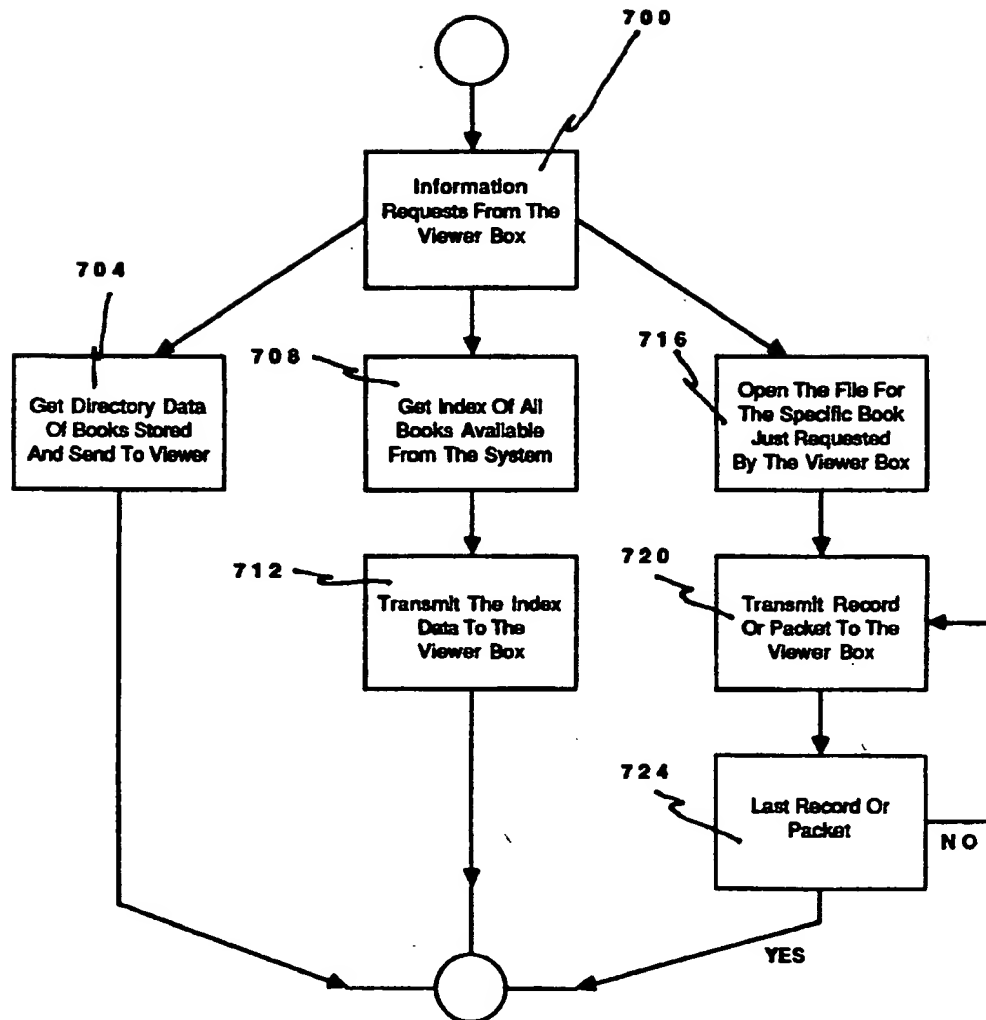 700
Information
Requests From The
Viewer Box
704
Get Directory Data
Of Books Stored
And Send To Viewer
708
Get Index Of All
Books Available
From The System
716
Open The File For
The Specific Book
Just Requested
By The Viewer Box
712
Transmit The Index
Data To The
Viewer Box
720
Transmit Record
Or Packet To The
Viewer Box
724
Last Record Or
Packet
NO
YES